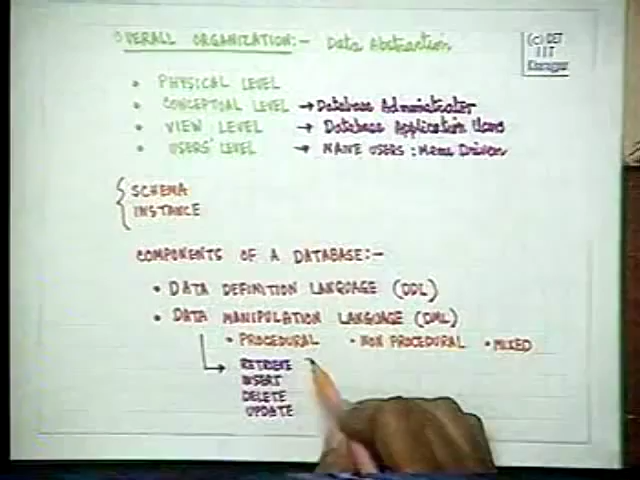 OVERALL ORGANIZATION:- Data Abstraction
(c) CET
IIT
Kharagpur
• PHYSICAL LEVEL
• CONCEPTUAL LEVEL → Database Administrator
• VIEW LEVEL → Database Application Users
• USERS' LEVEL → NAIVE USERS : Menu Driven
{ SCHEMA
INSTANCE
COMPONENTS OF A DATABASE:-
• DATA DEFINITION LANGUAGE (DDL)
• DATA MANIPULATION LANGUAGE (DML)
• PROCEDURAL • NON PROCEDURAL • MIXED
→ RETRIEVE
INSERT
DELETE
UPDATE